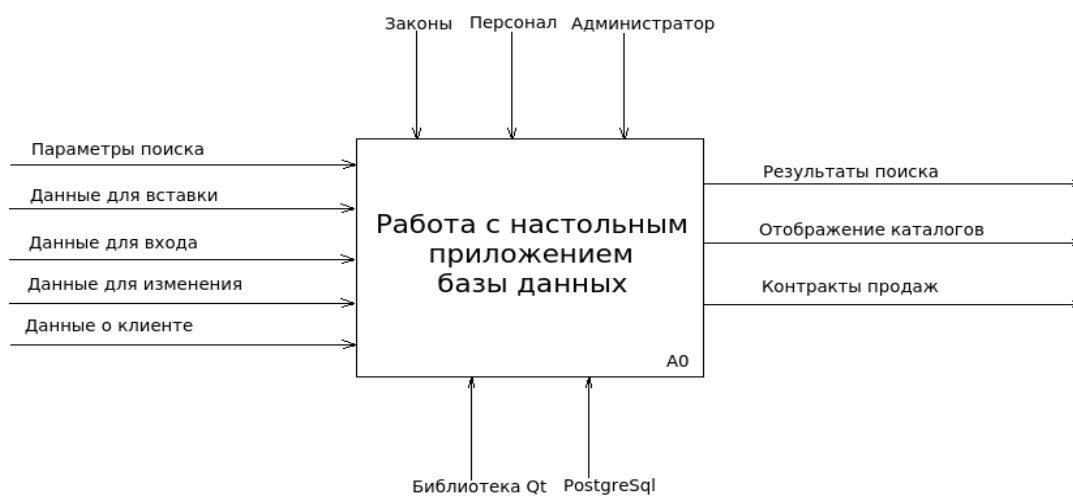 Законы
Персонал
Администратор
Параметры поиска
Данные для вставки
Данные для входа
Данные для изменения
Данные о клиенте
Работа с настольным
приложением
базы данных
A0
Результаты поиска
Отображение каталогов
Контракты продаж
Библиотека Qt
PostgreSql